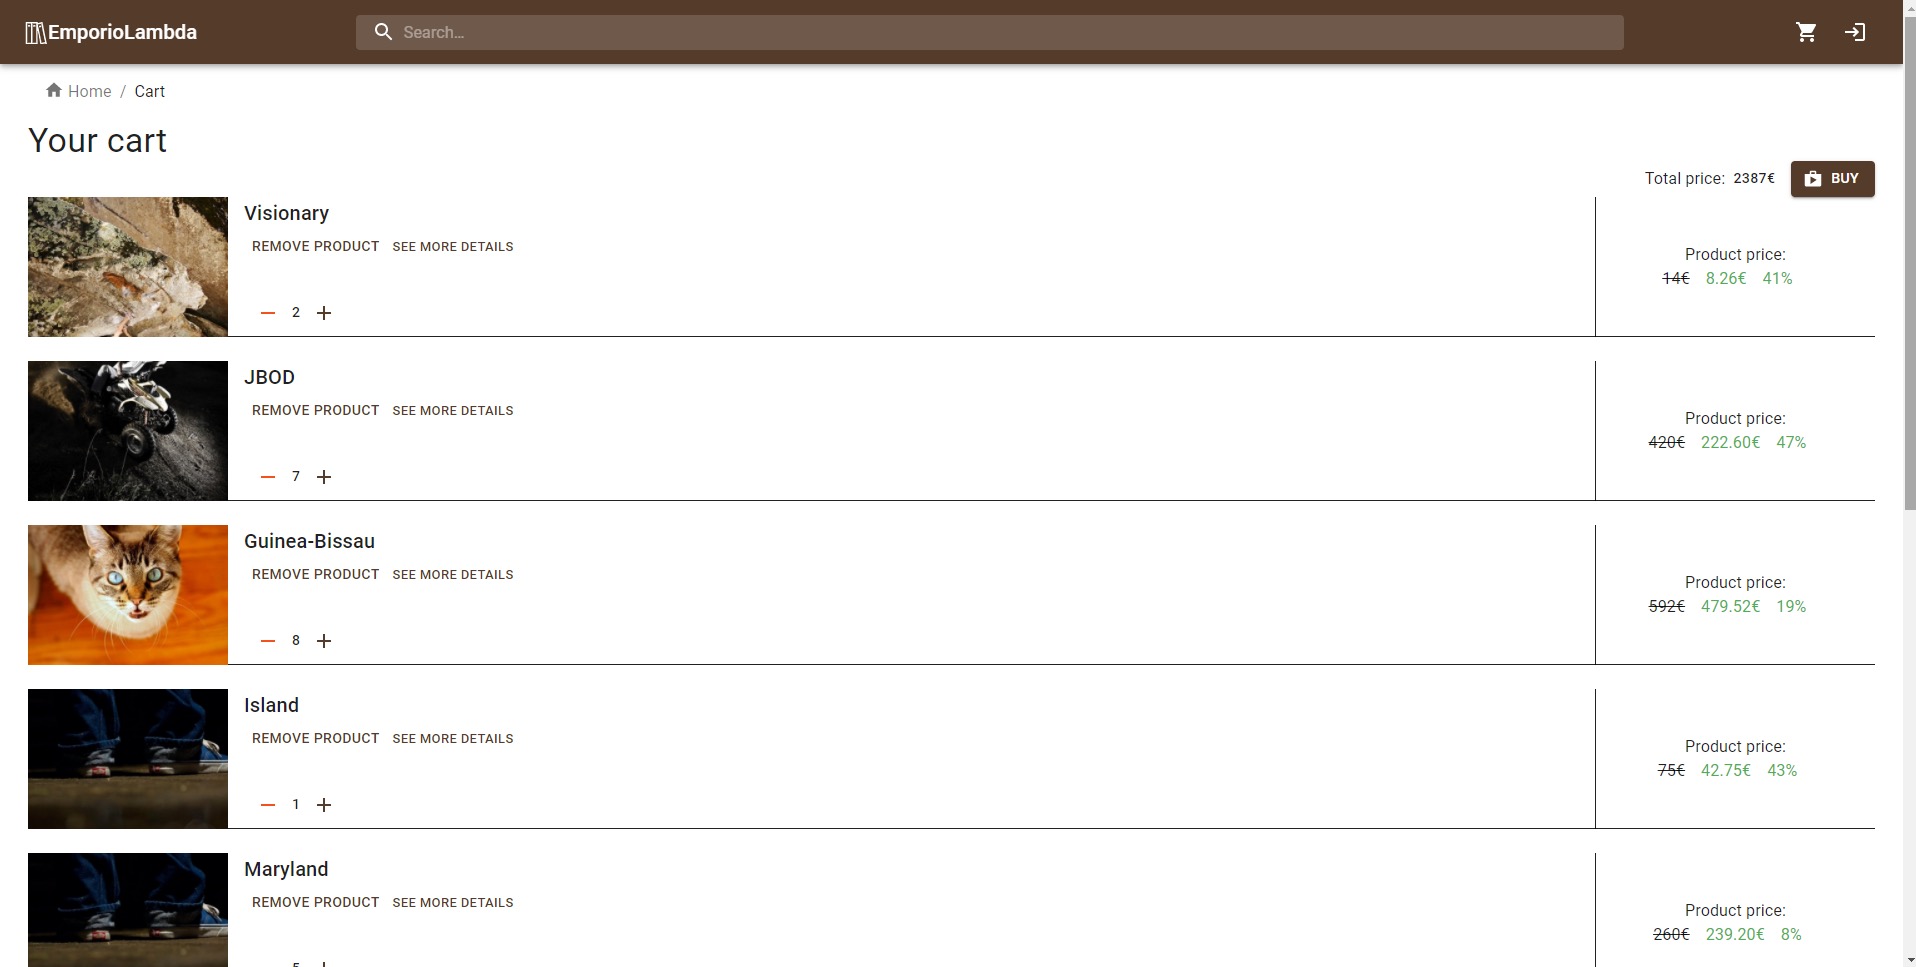 EmporioLambda
Search...
Home / Cart
Your cart
Total price: 2387€ BUY
Visionary
REMOVE PRODUCT SEE MORE DETAILS
2
Product price:
14€ 8.26€ 41%
JBOD
REMOVE PRODUCT SEE MORE DETAILS
7
Product price:
420€ 222.60€ 47%
Guinea-Bissau
REMOVE PRODUCT SEE MORE DETAILS
8
Product price:
592€ 479.52€ 19%
Island
REMOVE PRODUCT SEE MORE DETAILS
1
Product price:
75€ 42.75€ 43%
Maryland
REMOVE PRODUCT SEE MORE DETAILS
Product price:
260€ 239.20€ 8%